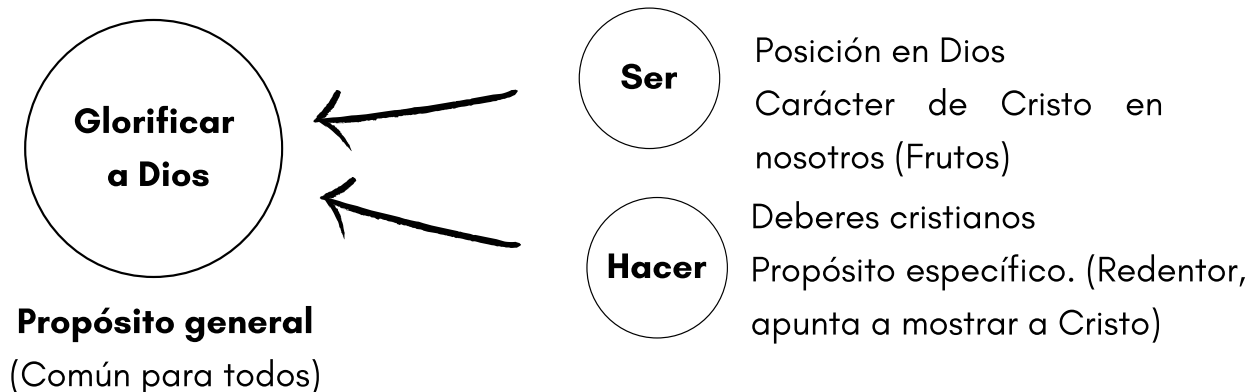 Glorificar
a Dios
Propósito general
(Común para todos)
Ser
Posición en Dios
Carácter de Cristo en
nosotros (Frutos)
Hacer
Deberes cristianos
Propósito específico. (Redentor,
apunta a mostrar a Cristo)